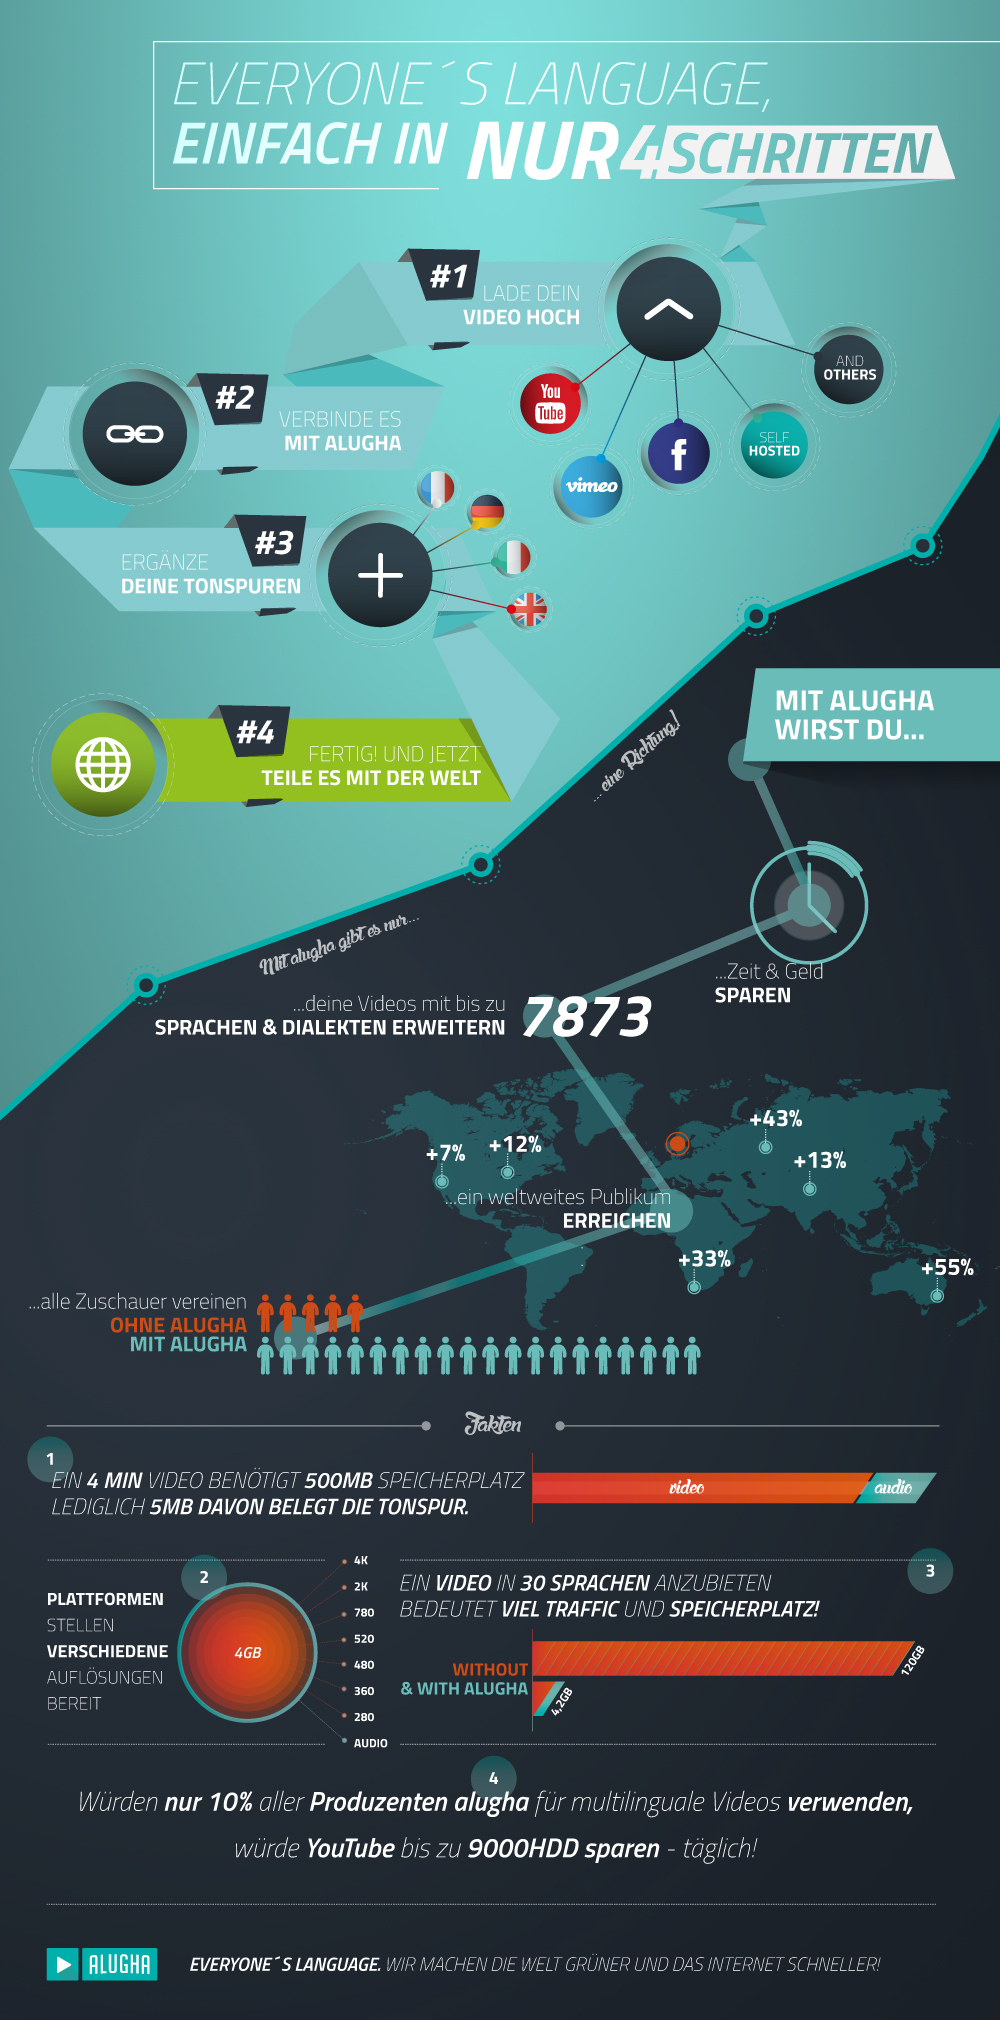 EVERYONE´S LANGUAGE,
EINFACH IN NUR 4 SCHRITTEN
#1
LADE DEIN
VIDEO HOCH
You
Tube
vimeo
f
SELF
HOSTED
AND
OTHERS
#2
VERBINDE ES
MIT ALUGHA
#3
ERGÄNZE
DEINE TONSPUREN
#4
FERTIG! UND JETZT
TEILE ES MIT DER WELT
Mit alugha gibt es nur...
...eine Richtung!
MIT ALUGHA
WIRST DU...
...Zeit & Geld
SPAREN
...deine Videos mit bis zu
SPRACHEN & DIALEKTEN ERWEITERN
7873
+7%
+12%
+43%
+13%
+33%
+55%
...ein weltweites Publikum
ERREICHEN
...alle Zuschauer vereinen
OHNE ALUGHA
MIT ALUGHA
Fakten
1
EIN 4 MIN VIDEO BENÖTIGT 500MB SPEICHERPLATZ
LEDIGLICH 5MB DAVON BELEGT DIE TONSPUR.
video
audio
2
PLATTFORMEN
STELLEN
VERSCHIEDENE
AUFLÖSUNGEN
BEREIT
4GB
4K
2K
780
520
480
360
280
AUDIO
3
EIN VIDEO IN 30 SPRACHEN ANZUBIETEN
BEDEUTET VIEL TRAFFIC UND SPEICHERPLATZ!
WITHOUT
& WITH ALUGHA
120GB
4,2GB
4
Würden nur 10% aller Produzenten alugha für multilinguale Videos verwenden,
würde YouTube bis zu 9000HDD sparen - täglich!
ALUGHA
EVERYONE´S LANGUAGE. WIR MACHEN DIE WELT GRÜNER UND DAS INTERNET SCHNELLER!